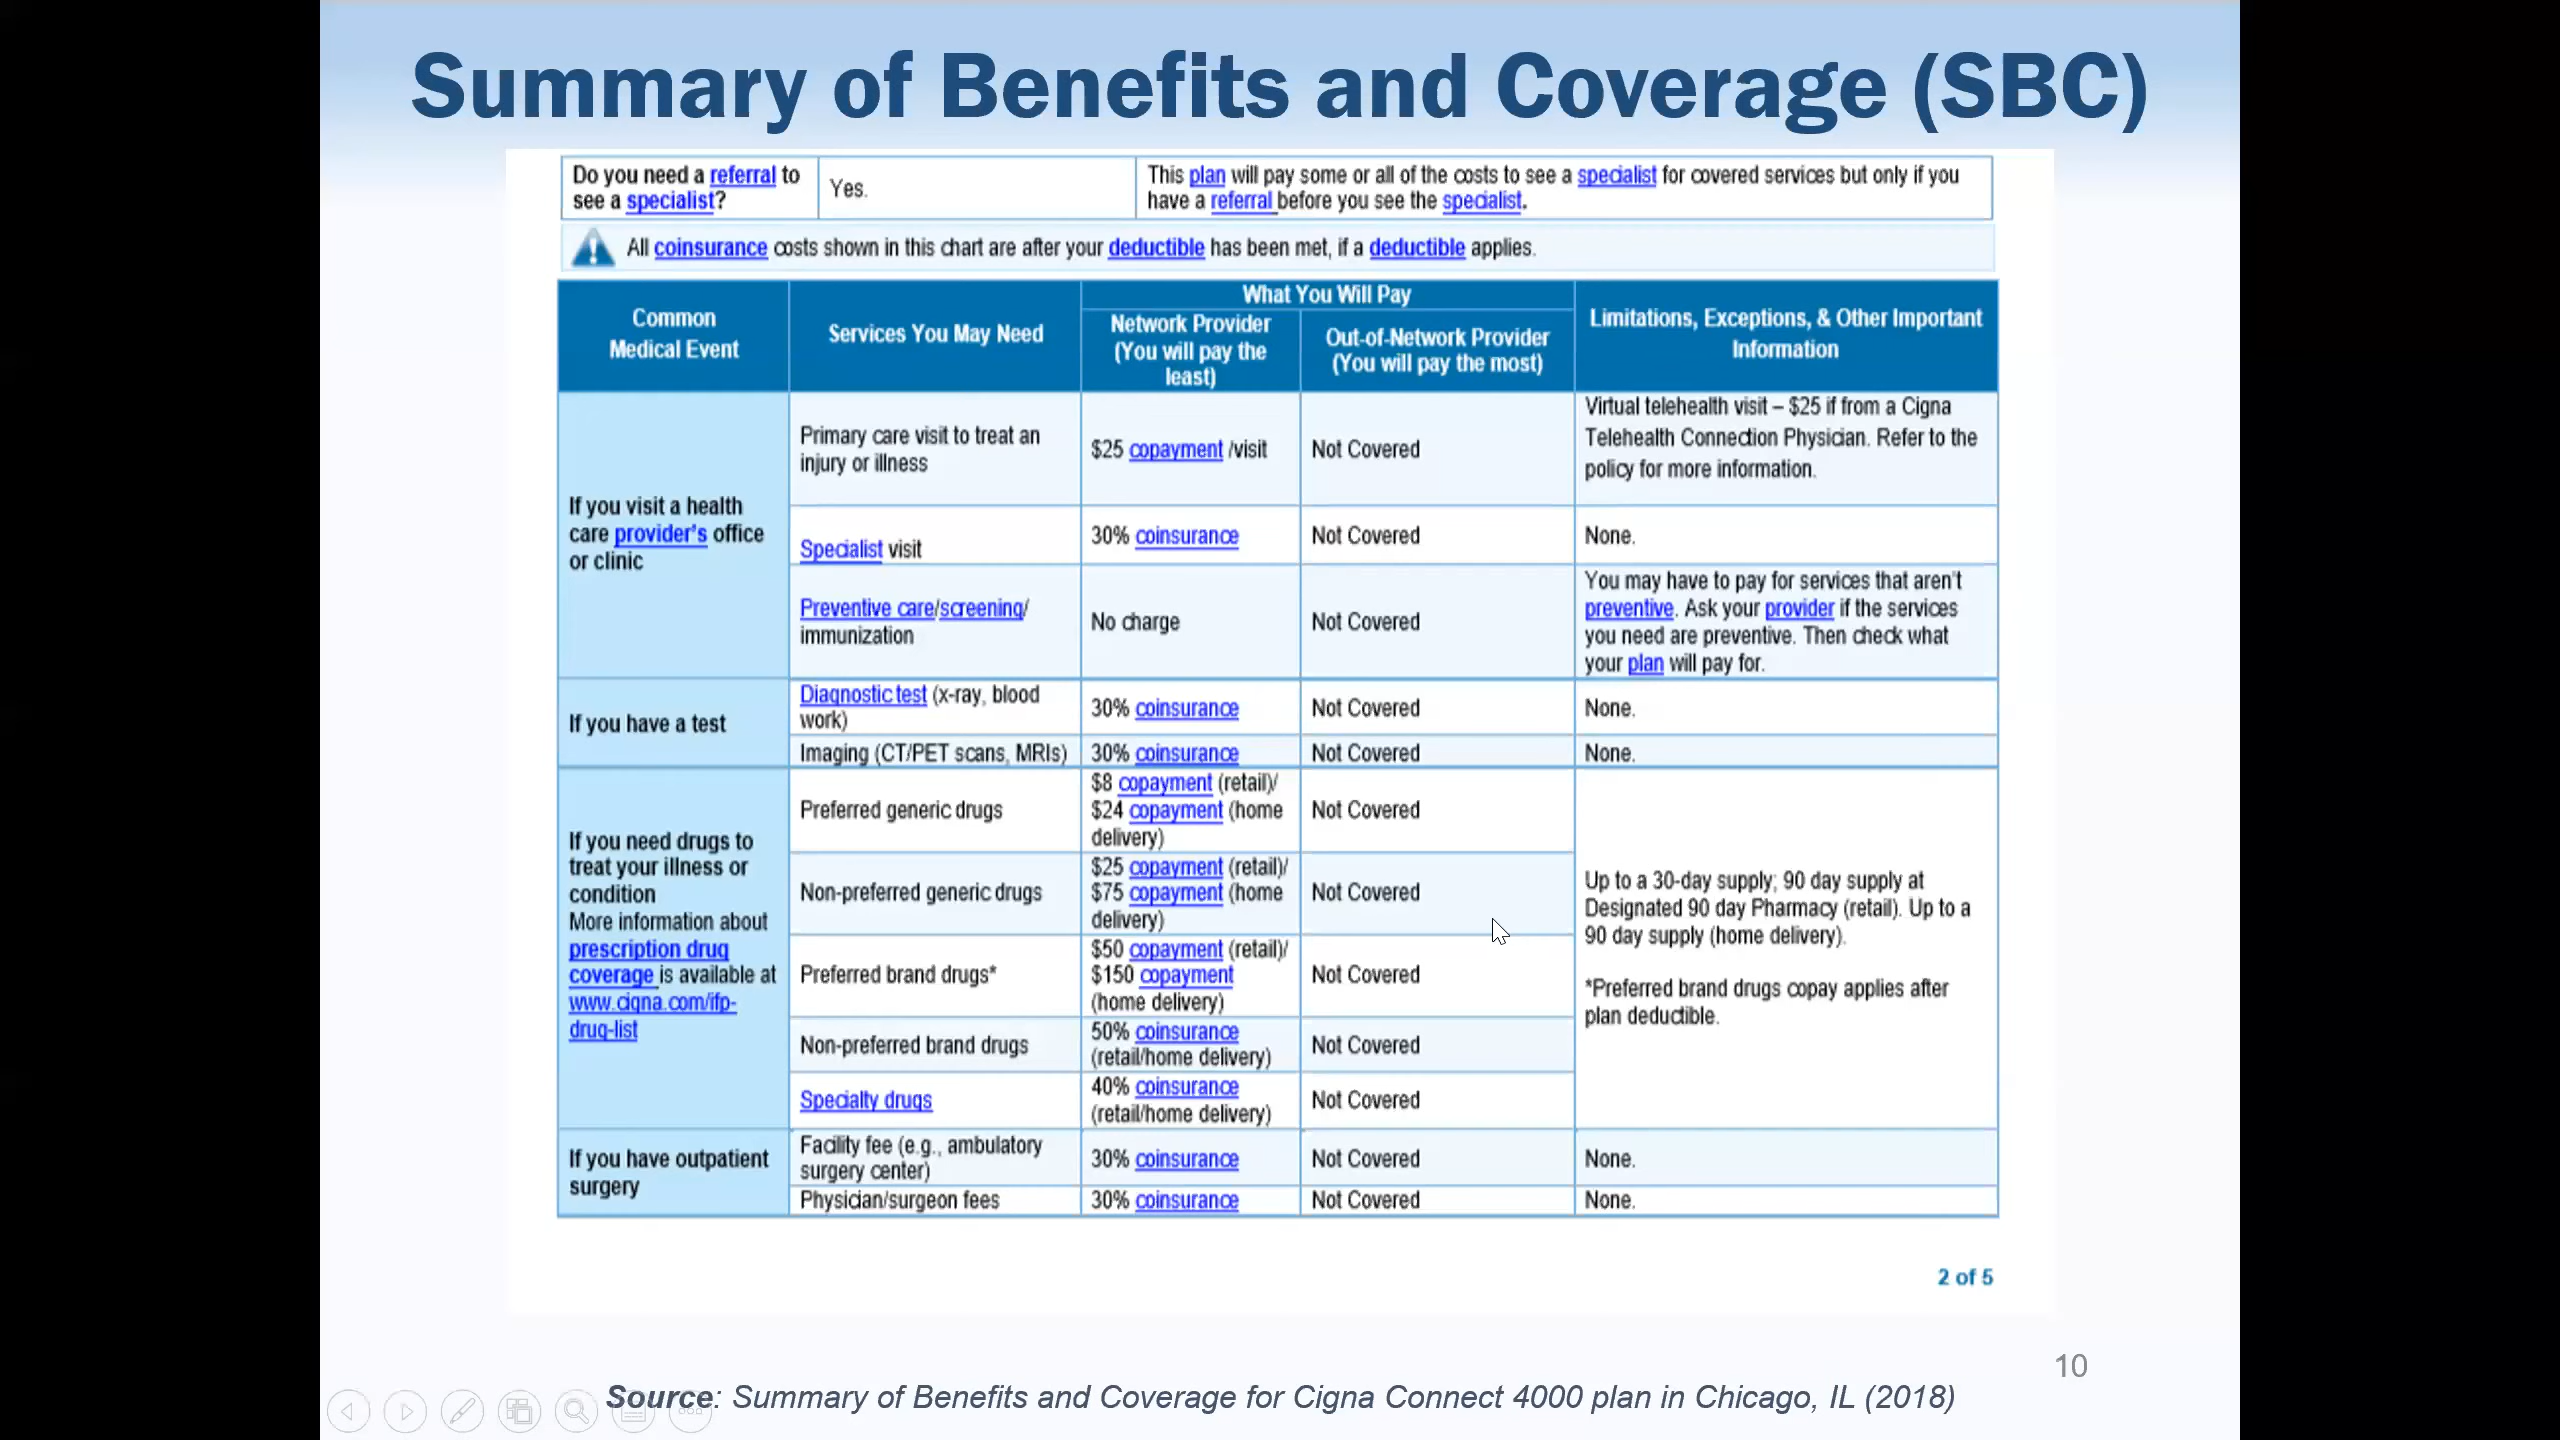 Summary of Benefits and Coverage (SBC)
Do you need a referral to
see a specialist?
Yes.
This plan will pay some or all of the costs to see a specialist for covered services but only if you
have a referral before you see the specialist.
All coinsurance costs shown in this chart are after your deductible has been met, if a deductible applies.
Common
Medical Event
Services You May Need
What You Will Pay
Network Provider
(You will pay the
least)
Out-of-Network Provider
(You will pay the most)
Limitations, Exceptions, & Other Important
Information
If you visit a health
care provider's office
or clinic
Primary care visit to treat an
injury or illness
$25 copayment /visit
Not Covered
Virtual telehealth visit – $25 if from a Cigna
Telehealth Connection Physician. Refer to the
policy for more information.
Specialist visit
30% coinsurance
Not Covered
None.
Preventive care/screening/
immunization
No charge
Not Covered
You may have to pay for services that aren't
preventive. Ask your provider if the services
you need are preventive. Then check what
your plan will pay for.
If you have a test
Diagnostic test (x-ray, blood
work)
30% coinsurance
Not Covered
None.
Imaging (CT/PET scans, MRIs)
30% coinsurance
Not Covered
None.
If you need drugs to
treat your illness or
condition
More information about
prescription drug
coverage is available at
www.cigna.com/ifp-
drug-list
Preferred generic drugs
$8 copayment (retail)/
$24 copayment (home
delivery)
Not Covered
Non-preferred generic drugs
$25 copayment (retail)/
$75 copayment (home
delivery)
Not Covered
Preferred brand drugs*
$50 copayment (retail)/
$150 copayment
(home delivery)
Not Covered
Non-preferred brand drugs
50% coinsurance
(retail/home delivery)
Not Covered
Specialty drugs
40% coinsurance
(retail/home delivery)
Not Covered
Up to a 30-day supply; 90 day supply at
Designated 90 day Pharmacy (retail). Up to a
90 day supply (home delivery).
*Preferred brand drugs copay applies after
plan deductible.
If you have outpatient
surgery
Facility fee (e.g., ambulatory
surgery center)
30% coinsurance
Not Covered
None.
Physician/surgeon fees
30% coinsurance
Not Covered
None.
2 of 5
10
Source: Summary of Benefits and Coverage for Cigna Connect 4000 plan in Chicago, IL (2018)